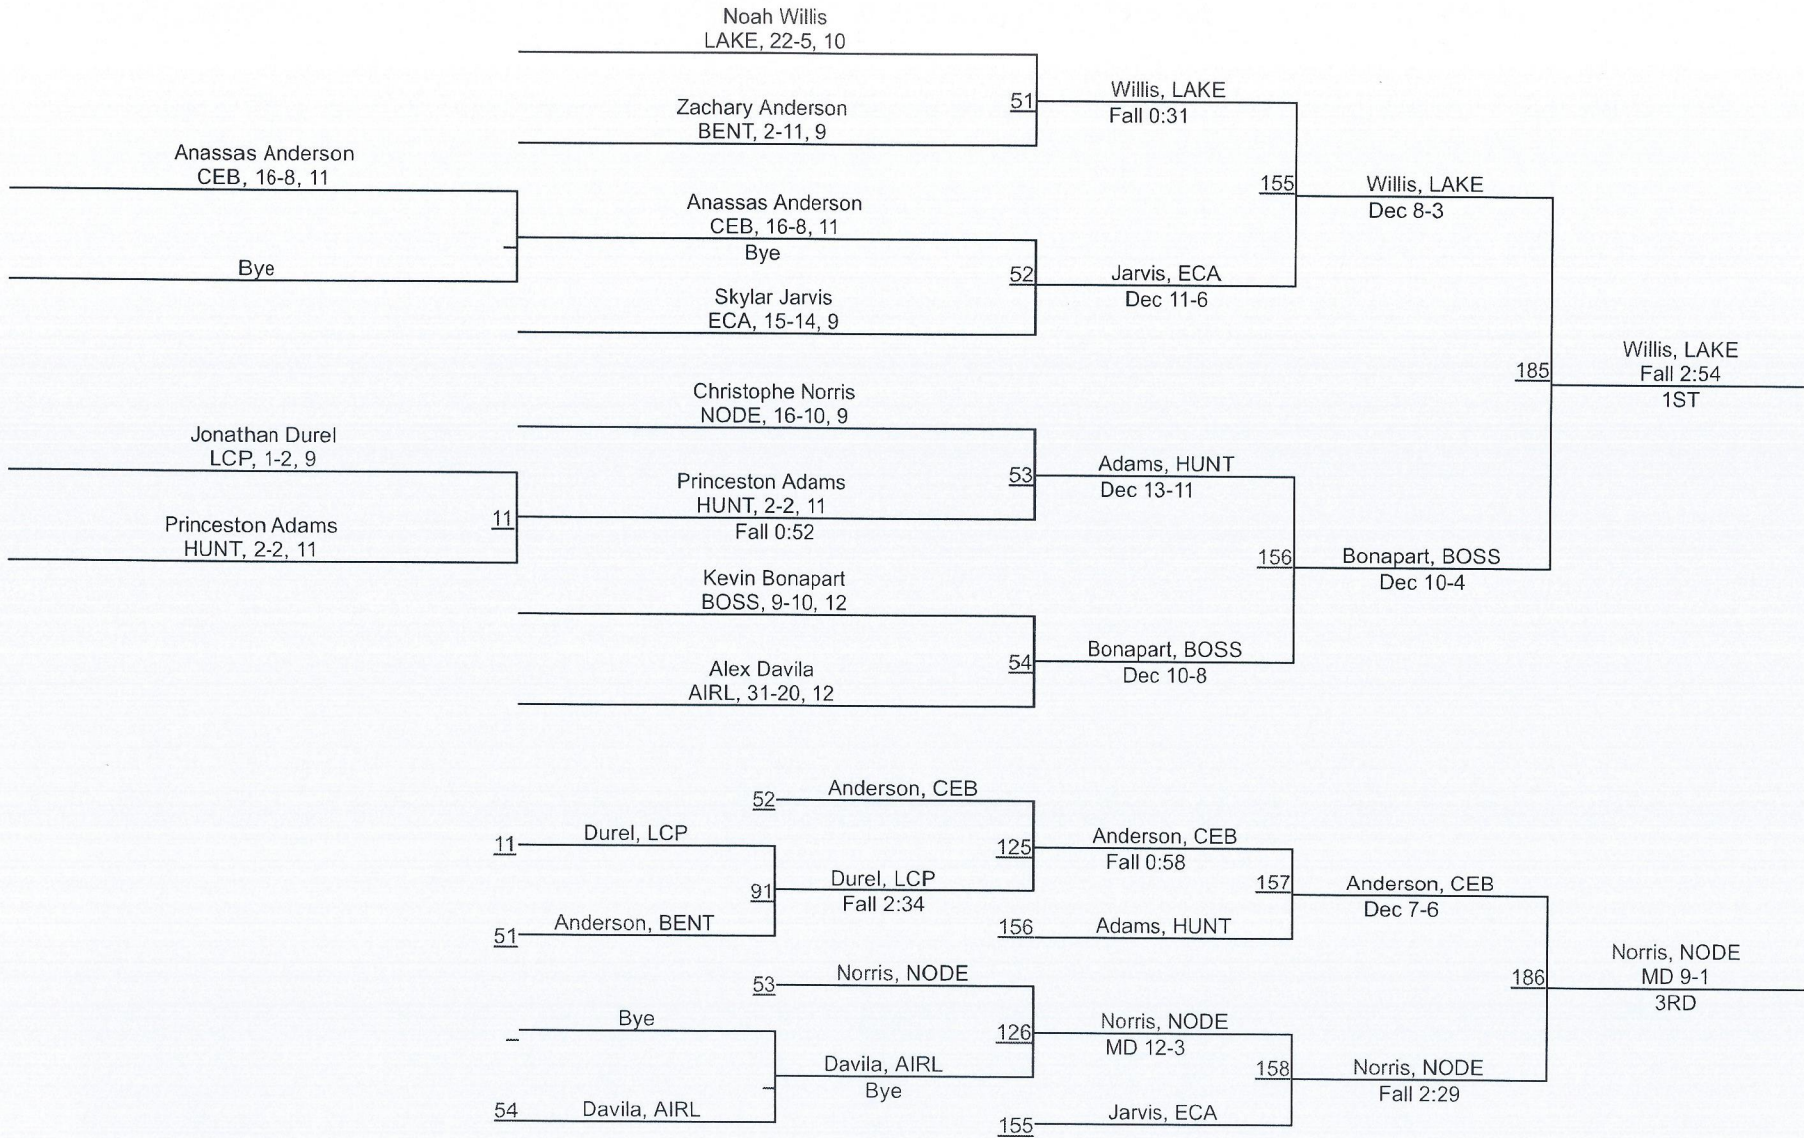 Noah Willis
LAKE, 22-5, 10
51
Zachary Anderson
BENT, 2-11, 9
Willis, LAKE
Fall 0:31
Anassas Anderson
CEB, 16-8, 11
Bye
Anassas Anderson
CEB, 16-8, 11
Bye
52
Skylar Jarvis
ECA, 15-14, 9
Jarvis, ECA
Dec 11-6
155
Willis, LAKE
Dec 8-3
Christophe Norris
NODE, 16-10, 9
Jonathan Durel
LCP, 1-2, 9
11
Princeston Adams
HUNT, 2-2, 11
Princeston Adams
HUNT, 2-2, 11
Fall 0:52
53
Adams, HUNT
Dec 13-11
Kevin Bonapart
BOSS, 9-10, 12
54
Alex Davila
AIRL, 31-20, 12
Bonapart, BOSS
Dec 10-8
156
Bonapart, BOSS
Dec 10-4
185
Willis, LAKE
Fall 2:54
1ST
52
Anderson, CEB
11
Durel, LCP
91
51
Anderson, BENT
Durel, LCP
Fall 2:34
125
Anderson, CEB
Fall 0:58
156
Adams, HUNT
157
Anderson, CEB
Dec 7-6
53
Norris, NODE
Bye
54
Davila, AIRL
Davila, AIRL
Bye
126
Norris, NODE
MD 12-3
155
Jarvis, ECA
158
Norris, NODE
Fall 2:29
186
Norris, NODE
MD 9-1
3RD